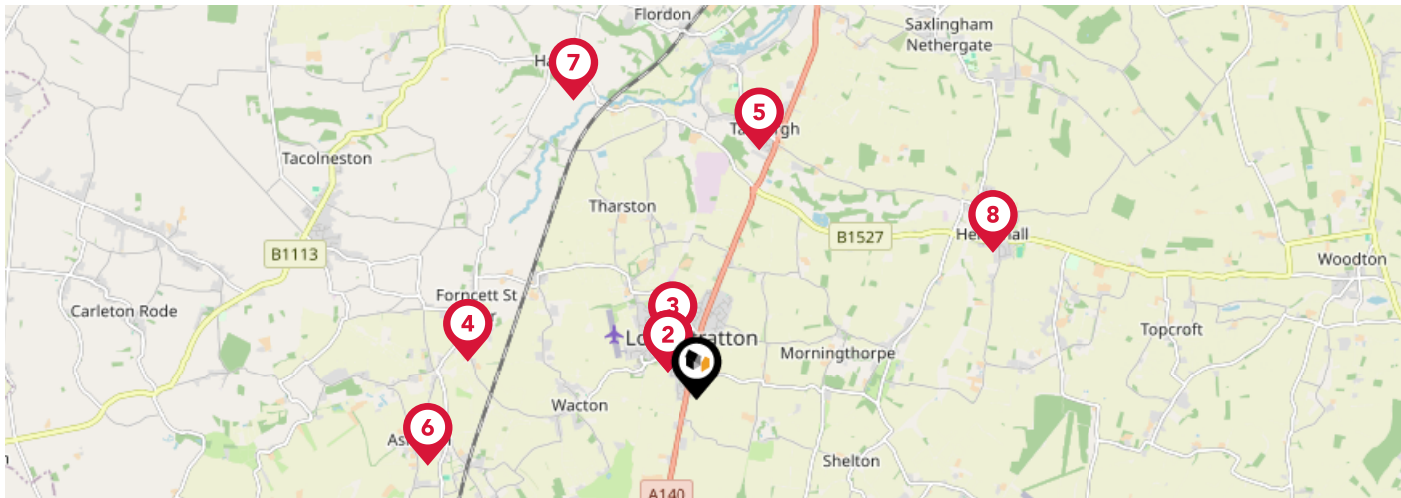 Flordon
Saxlingham
Nethergate
7
5
Tacolneston
Tharston
8
B1527
B1113
Woodton
Forncett St
Carleton Rode
3
4
2
Topcroft
Morningthorpe
Wacton
6
Shelton
A140